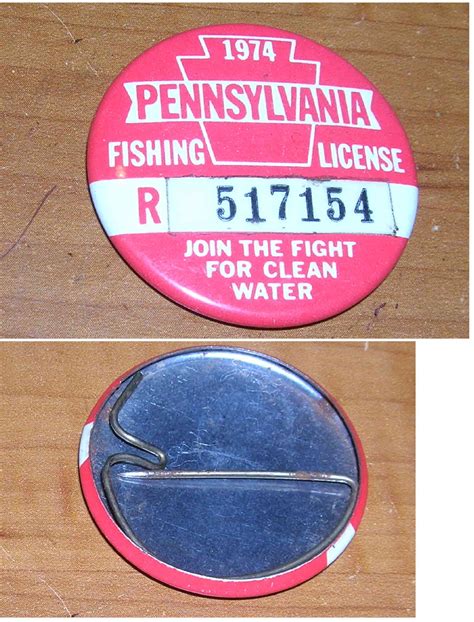 1974
PENNSYLVANIA
FISHING LICENSE
R 517154
JOIN THE FIGHT
FOR CLEAN
WATER